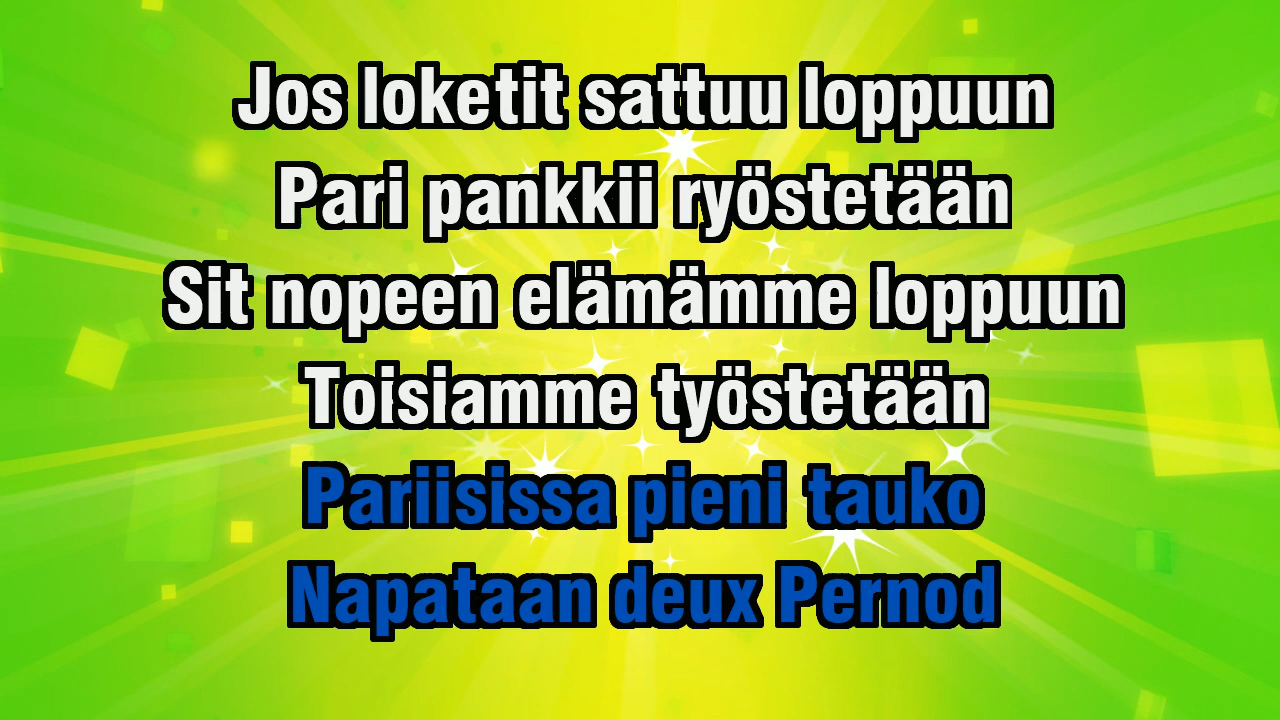 Jos loketit sattuu loppuun
Pari pankkii ryöstetään
Sit nopeen elämämme loppuun
Toisiamme työstetään
Pariisissa pieni tauko
Napataan deux Pernod